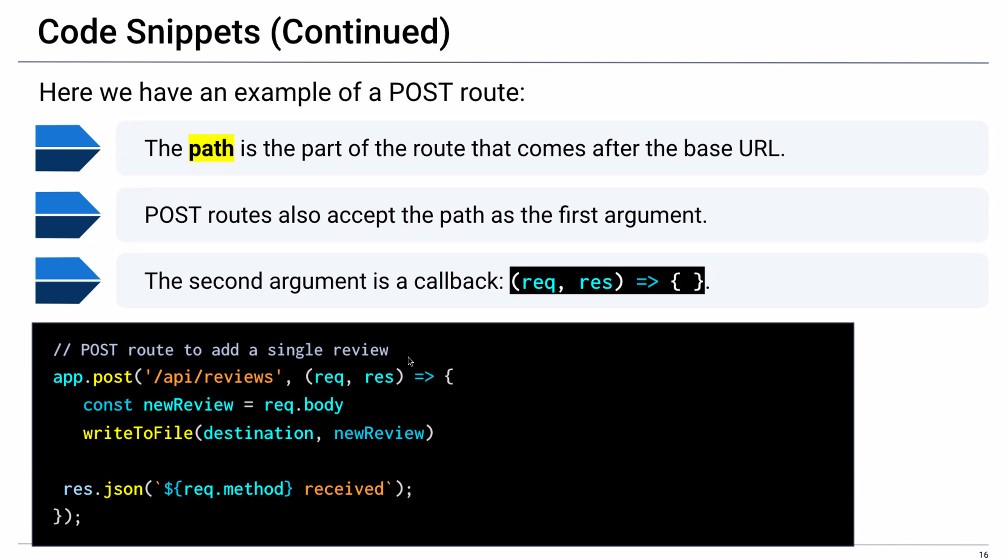 Code Snippets (Continued)
Here we have an example of a POST route:
The path is the part of the route that comes after the base URL.
POST routes also accept the path as the first argument.
The second argument is a callback: (req, res) => { }.
// POST route to add a single review
app.post('/api/reviews', (req, res) => {
const newReview = req.body
writeToFile(destination, newReview)
res.json(`${req.method} received`);
});
16